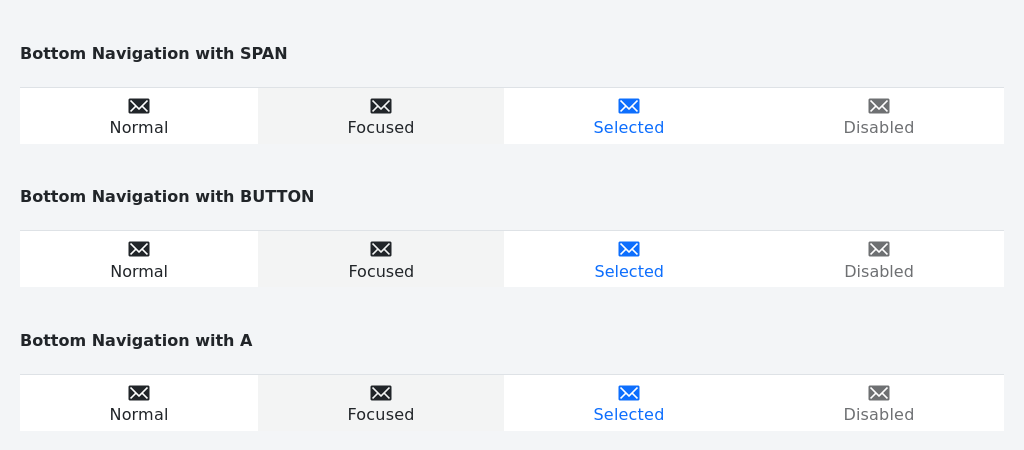 Bottom Navigation with SPAN
Normal Focused Selected Disabled
Bottom Navigation with BUTTON
Normal Focused Selected Disabled
Bottom Navigation with A
Normal Focused Selected Disabled